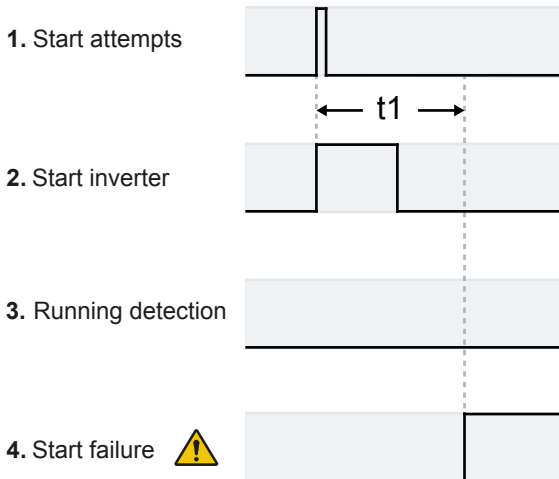 1. Start attempts
t1
2. Start inverter
3. Running detection
4. Start failure